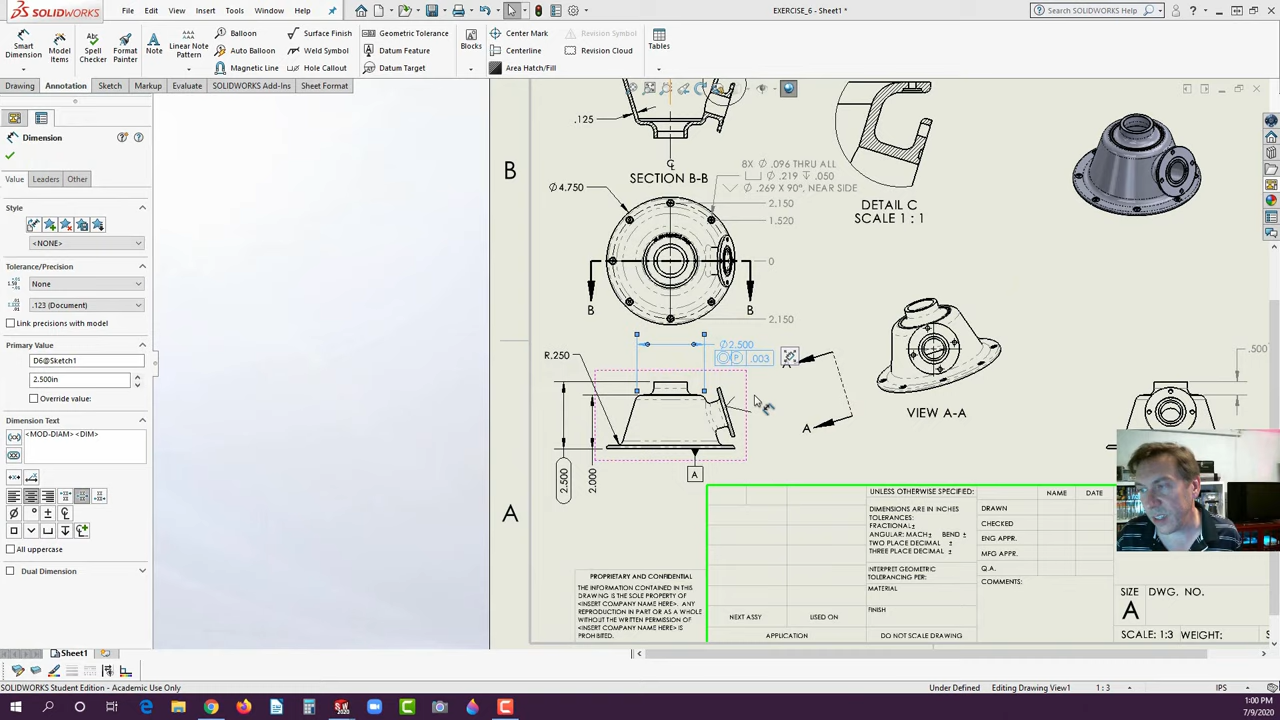 SOLIDWORKS File Edit View Insert Tools Window Help EXERCISE_6 - Sheet1 * Search SOLIDWORKS Help
Smart Dimension
Model Items
Spell Checker
Format Painter
Note
Linear Note Pattern
Balloon
Auto Balloon
Magnetic Line
Surface Finish
Weld Symbol
Hole Callout
Geometric Tolerance
Datum Feature
Datum Target
Blocks
Center Mark
Centerline
Area Hatch/Fill
Revision Symbol
Revision Cloud
Tables
Drawing Annotation Sketch Markup Evaluate SOLIDWORKS Add-Ins Sheet Format
Dimension
Value Leaders Other
Style
<NONE>
Tolerance/Precision
None
.123 (Document)
Link precisions with model
Primary Value
D6@Sketch1
2.500in
Override value:
Dimension Text
<MOD-DIAM> <DIM>
All uppercase
Dual Dimension
.125
SECTION B-B
8X Ø .096 THRU ALL
Ø .219 .050
Ø .269 X 90°, NEAR SIDE
Ø4.750
2.150
1.520
0
2.150
B
B
B
DETAIL C
SCALE 1 : 1
Ø2.500
P .003
R.250
2.500
2.000
A
A
VIEW A-A
.500
A
UNLESS OTHERWISE SPECIFIED:
DIMENSIONS ARE IN INCHES
TOLERANCES:
FRACTIONAL±
ANGULAR: MACH± BEND ±
TWO PLACE DECIMAL ±
THREE PLACE DECIMAL ±
INTERPRET GEOMETRIC
TOLERANCING PER:
MATERIAL
FINISH
DO NOT SCALE DRAWING
NAME DATE
DRAWN
CHECKED
ENG APPR.
MFG APPR.
Q.A.
COMMENTS:
SIZE DWG. NO.
A
SCALE: 1:3 WEIGHT:
PROPRIETARY AND CONFIDENTIAL
THE INFORMATION CONTAINED IN THIS
DRAWING IS THE SOLE PROPERTY OF
<INSERT COMPANY NAME HERE>. ANY
REPRODUCTION IN PART OR AS A WHOLE
WITHOUT THE WRITTEN PERMISSION OF
<INSERT COMPANY NAME HERE> IS
PROHIBITED.
NEXT ASSY USED ON
APPLICATION
Sheet1
SOLIDWORKS Student Edition - Academic Use Only Under Defined Editing Drawing View1 1 : 3 IPS
1:00 PM
7/9/2020